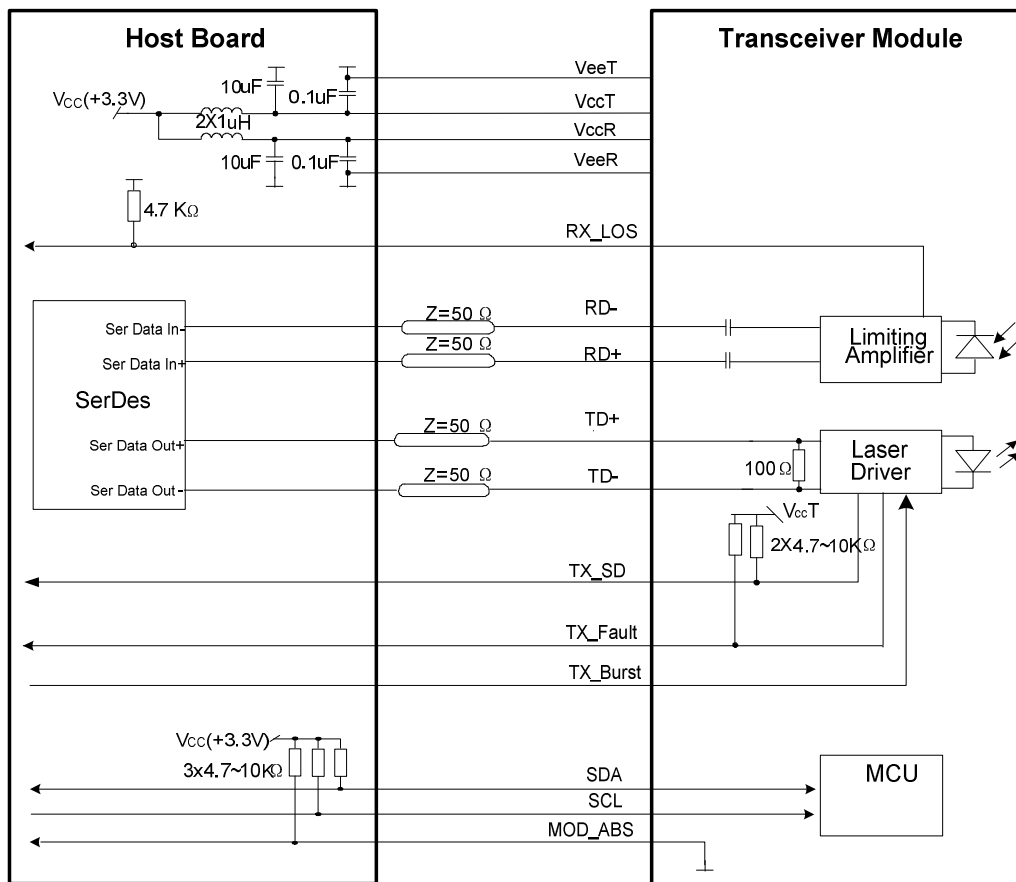 Host Board
Transceiver Module
VeeT
10uF
0.1uF
Vcc(+3.3V)
VccT
2X1uH
VccR
10uF
0.1uF
VeeR
4.7 KΩ
RX_LOS
Z=50 Ω
RD-
Ser Data In-
Limiting
Amplifier
Z=50 Ω
RD+
Ser Data In+
SerDes
Z=50 Ω
TD+
Ser Data Out+
Laser
Driver
100Ω
Z=50 Ω
TD-
Ser Data Out-
VccT
2X4.7~10KΩ
TX_SD
TX_Fault
TX_Burst
Vcc(+3.3V)
3x4.7~10KΩ
SDA
MCU
SCL
MOD_ABS